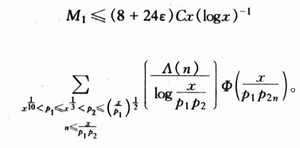 M₁ ≤ (8 + 24ε) Cx (log x)⁻¹
∑_{x^{1/10} < p₁ ≤ x^{1/3} < p₂ ≤ (x/p₁)^{1/2}, n ≤ x/p₁p₂} [Λ(n) / log(x/p₁p₂)] Φ(x/p₁p₂n)。